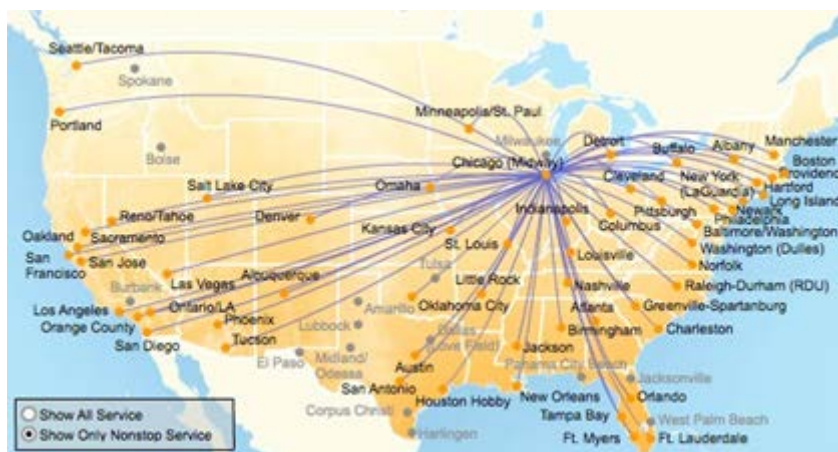 Seattle/Tacoma
Spokane
Portland
Boise
Minneapolis/St. Paul
Milwaukee
Chicago (Midway)
Detroit
Buffalo
Albany
Manchester
Boston
Providence
Hartford
Long Island
New York
(LaGuardia)
Newark
Philadelphia
Cleveland
Pittsburgh
Baltimore/Washington
Washington (Dulles)
Columbus
Indianapolis
Norfolk
Louisville
Raleigh-Durham (RDU)
Nashville
Greenville-Spartanburg
Charleston
Atlanta
Birmingham
Salt Lake City
Omaha
Denver
Reno/Tahoe
Oakland
Sacramento
San
Francisco
San Jose
Kansas City
St. Louis
Las Vegas
Albuquerque
Tulsa
Little Rock
Burbank
Los Angeles
Ontario/LA
Orange County
Phoenix
San Diego
Tucson
Amarillo
Oklahoma City
Lubbock
Dallas
(Love Field)
El Paso
Midland/
Odessa
Austin
Jackson
San Antonio
Houston Hobby
New Orleans
Panama City Beach
Jacksonville
Orlando
Corpus Christi
Harlingen
Tampa Bay
West Palm Beach
Ft. Myers
Ft. Lauderdale
Show All Service
Show Only Nonstop Service